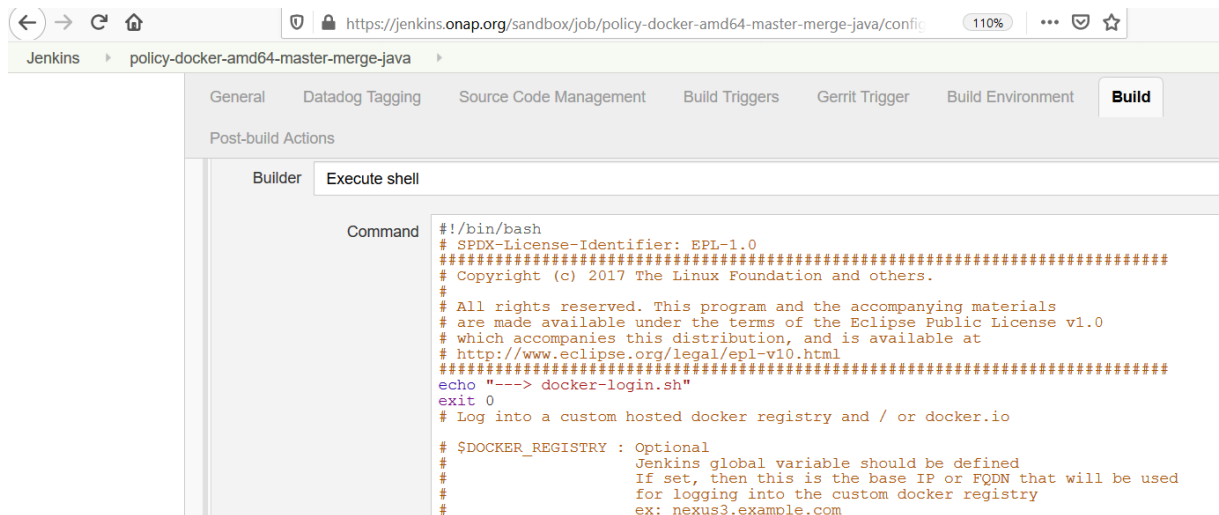 https://jenkins.onap.org/sandbox/job/policy-docker-amd64-master-merge-java/config 110%
Jenkins policy-docker-amd64-master-merge-java
General Datadog Tagging Source Code Management Build Triggers Gerrit Trigger Build Environment Build
Post-build Actions
Builder Execute shell
Command #!/bin/bash
# SPDX-License-Identifier: EPL-1.0
##############################################################################
# Copyright (c) 2017 The Linux Foundation and others.
#
# All rights reserved. This program and the accompanying materials
# are made available under the terms of the Eclipse Public License v1.0
# which accompanies this distribution, and is available at
# http://www.eclipse.org/legal/epl-v10.html
##############################################################################
echo "---> docker-login.sh"
exit 0
# Log into a custom hosted docker registry and / or docker.io
# $DOCKER_REGISTRY : Optional
# Jenkins global variable should be defined
# If set, then this is the base IP or FQDN that will be used
# for logging into the custom docker registry
# ex: nexus3.example.com